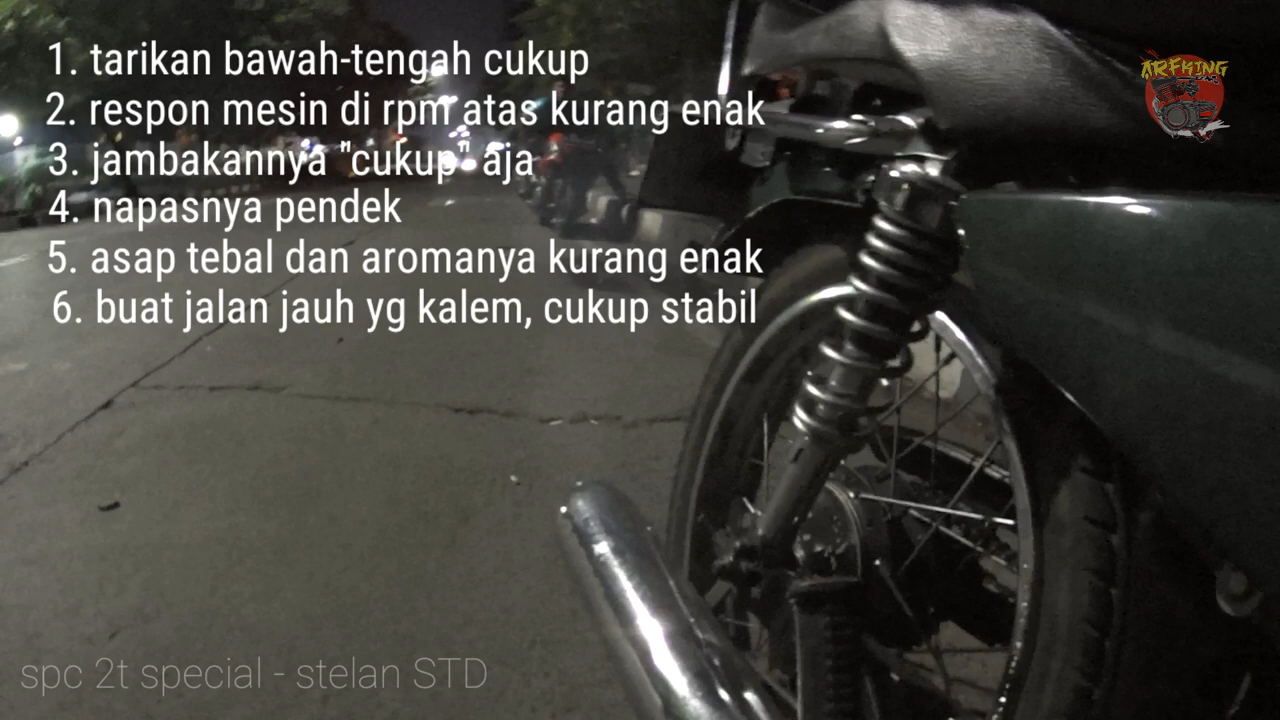 1. tarikan bawah-tengah cukup
2. respon mesin di rpm atas kurang enak
3. jambakannya "cukup" aja
4. napasnya pendek
5. asap tebal dan aromanya kurang enak
6. buat jalan jauh yg kalem, cukup stabil
ARFKING
spc 2t special - stelan STD